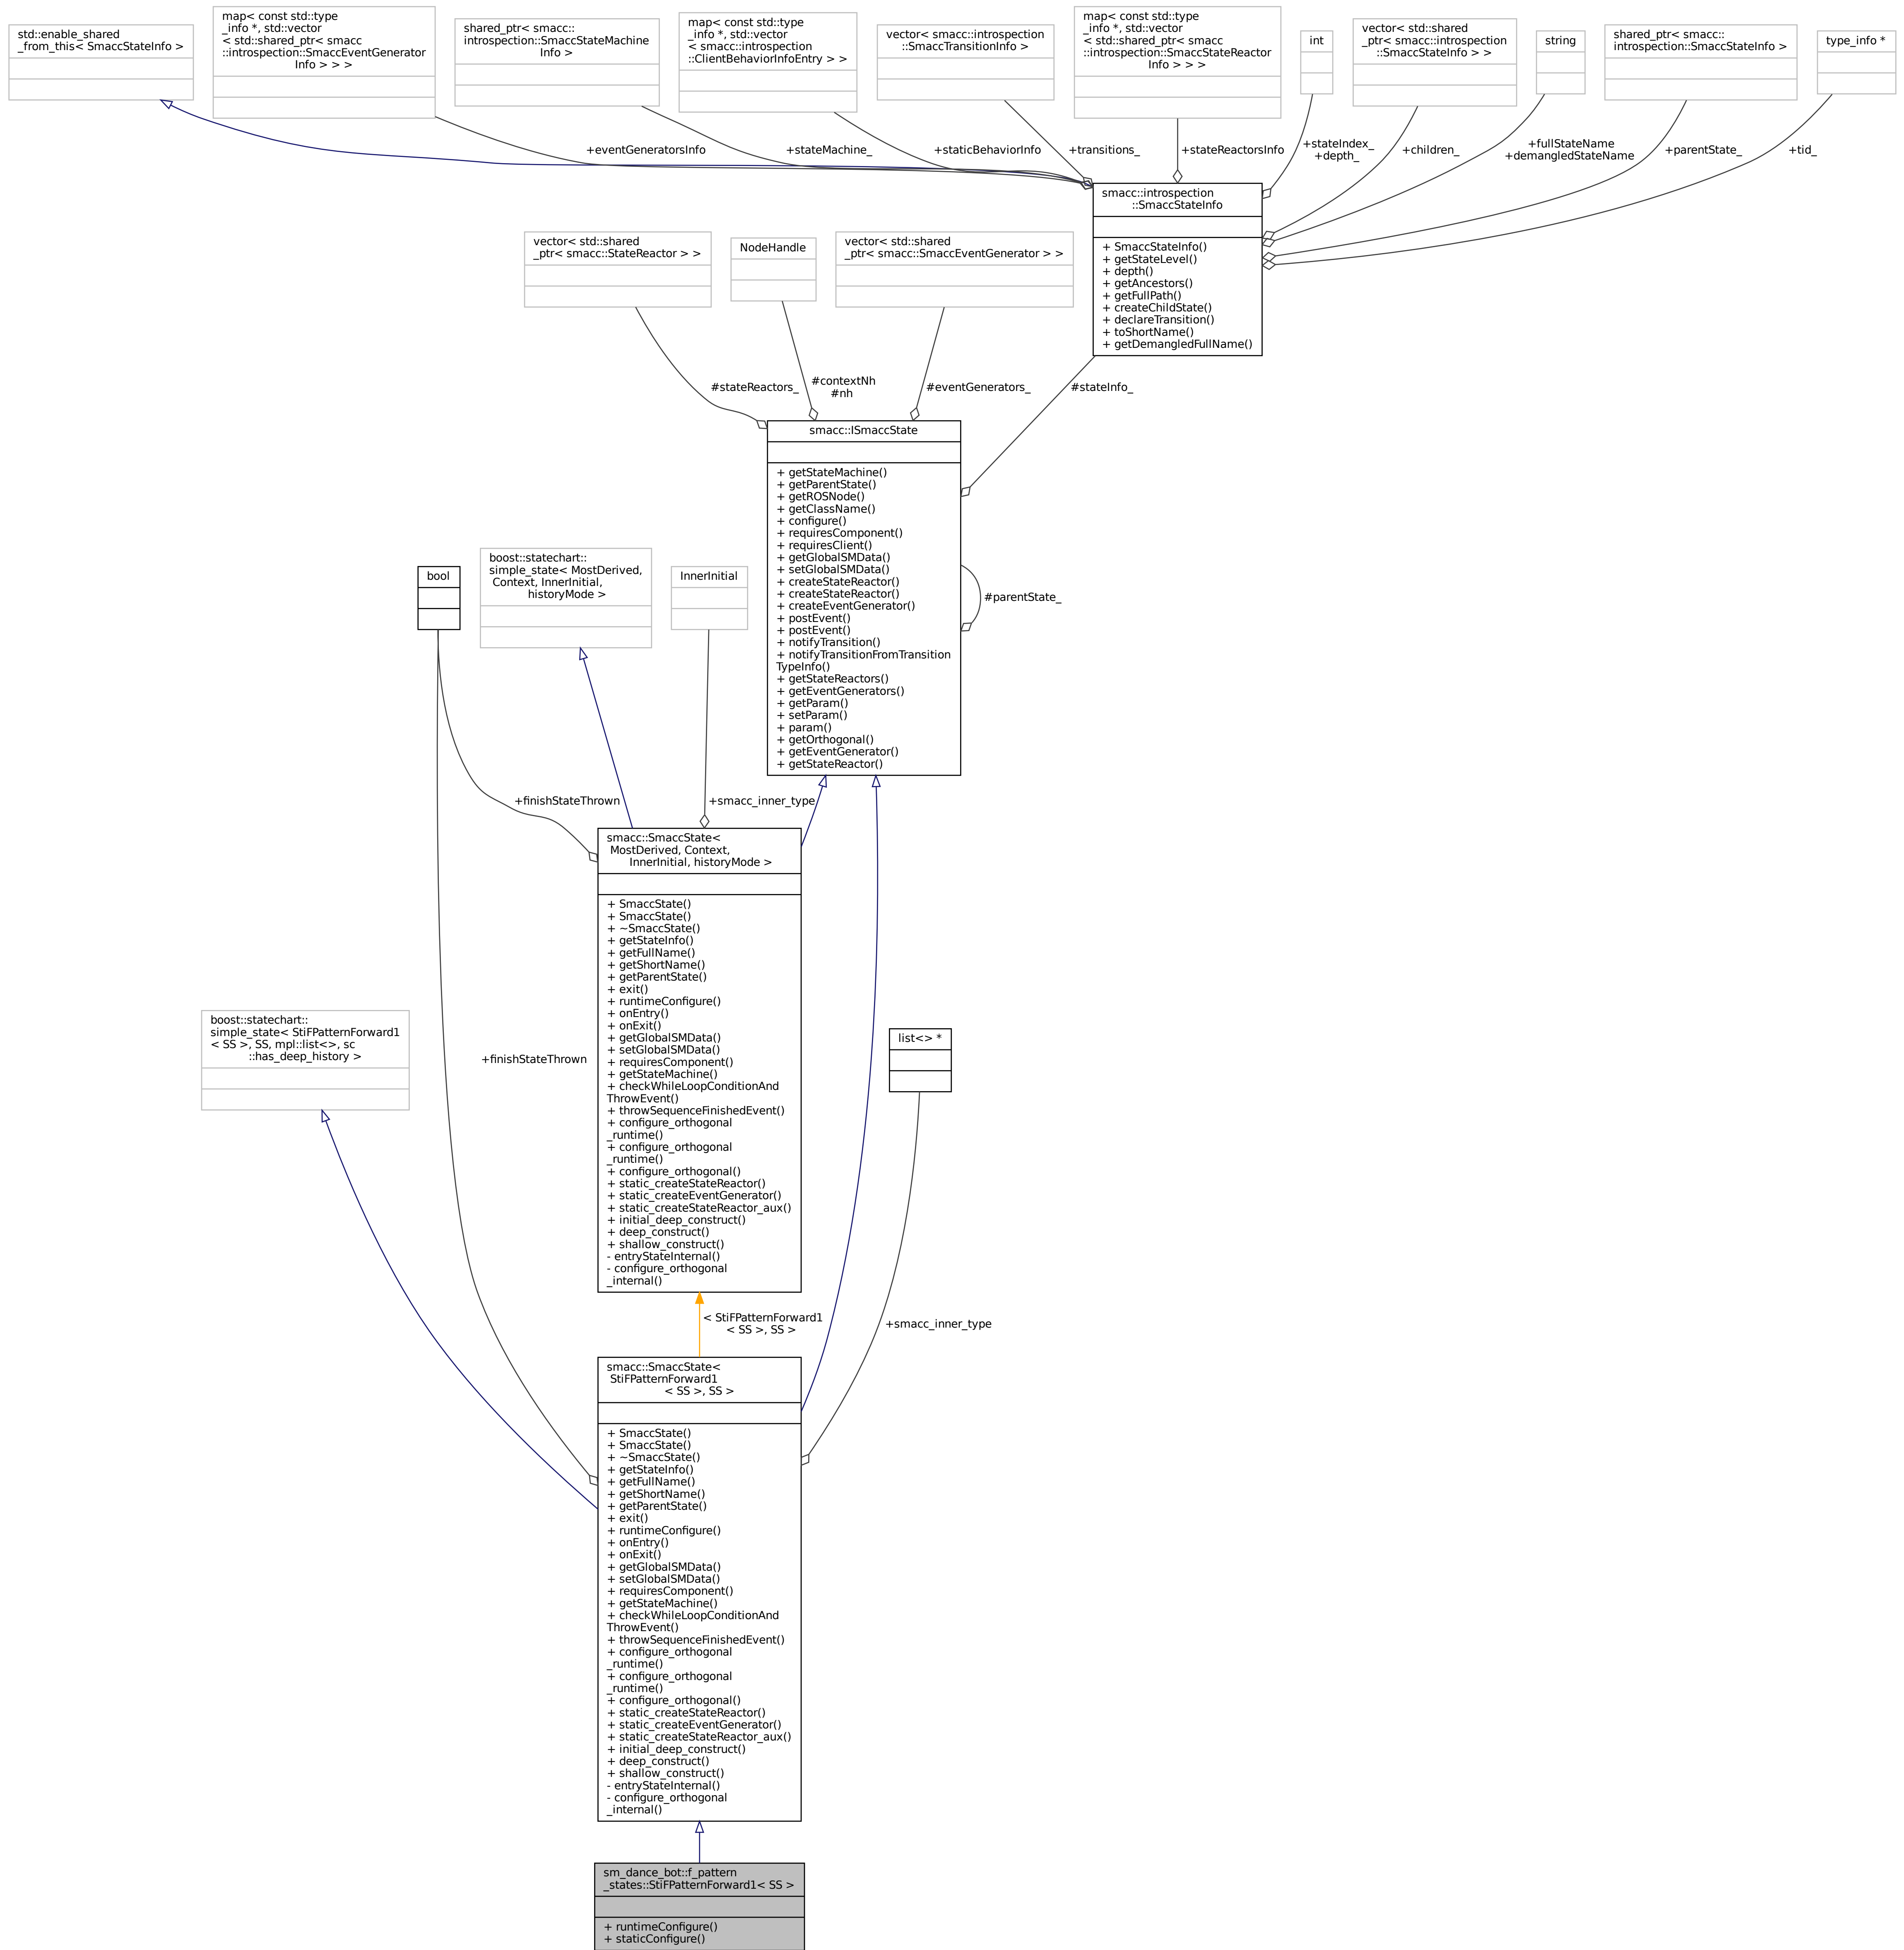 std::enable_shared
_from_this< SmaccStateInfo >
map< const std::type
_info *, std::vector
< std::shared_ptr< smacc
::introspection::SmaccEventGenerator
Info > > >
shared_ptr< smacc::
introspection::SmaccStateMachine
Info >
map< const std::type
_info *, std::vector
< smacc::introspection
::ClientBehaviorInfoEntry > >
vector< smacc::introspection
::SmaccTransitionInfo >
map< const std::type
_info *, std::vector
< std::shared_ptr< smacc
::introspection::SmaccStateReactor
Info > > >
int
vector< std::shared
_ptr< smacc::introspection
::SmaccStateInfo > >
string
shared_ptr< smacc::
introspection::SmaccStateInfo >
type_info *
+eventGeneratorsInfo
+stateMachine_
+staticBehaviorInfo
+transitions_
+stateReactorsInfo
+stateIndex_
+depth_
+children_
+fullStateName
+demangledStateName
+parentState_
+tid_
smacc::introspection
::SmaccStateInfo
+ SmaccStateInfo()
+ getStateLevel()
+ depth()
+ getAncestors()
+ getFullPath()
+ createChildState()
+ declareTransition()
+ toShortName()
+ getDemangledFullName()
vector< std::shared
_ptr< smacc::StateReactor > >
NodeHandle
vector< std::shared
_ptr< smacc::SmaccEventGenerator > >
#stateReactors_
#contextNh
#nh
#eventGenerators_
#stateInfo_
smacc::ISmaccState
+ getStateMachine()
+ getParentState()
+ getROSNode()
+ getClassName()
+ configure()
+ requiresComponent()
+ requiresClient()
+ getGlobalSMData()
+ setGlobalSMData()
+ createStateReactor()
+ createStateReactor()
+ createEventGenerator()
+ postEvent()
+ postEvent()
+ notifyTransition()
+ notifyTransitionFromTransition
TypeInfo()
+ getStateReactors()
+ getEventGenerators()
+ getParam()
+ setParam()
+ param()
+ getOrthogonal()
+ getEventGenerator()
+ getStateReactor()
#parentState_
bool
boost::statechart::
simple_state< MostDerived,
Context, InnerInitial,
historyMode >
InnerInitial
+finishStateThrown
+smacc_inner_type
smacc::SmaccState<
MostDerived, Context,
InnerInitial, historyMode >
+ SmaccState()
+ SmaccState()
+ ~SmaccState()
+ getStateInfo()
+ getFullName()
+ getShortName()
+ getParentState()
+ exit()
+ runtimeConfigure()
+ onEntry()
+ onExit()
+ getGlobalSMData()
+ setGlobalSMData()
+ requiresComponent()
+ getStateMachine()
+ checkWhileLoopConditionAnd
ThrowEvent()
+ throwSequenceFinishedEvent()
+ configure_orthogonal
_runtime()
+ configure_orthogonal
_runtime()
+ configure_orthogonal()
+ static_createStateReactor()
+ static_createEventGenerator()
+ static_createStateReactor_aux()
+ initial_deep_construct()
+ deep_construct()
+ shallow_construct()
- entryStateInternal()
- configure_orthogonal
_internal()
boost::statechart::
simple_state< StiFPatternForward1
< SS >, SS, mpl::list<>, sc
::has_deep_history >
+finishStateThrown
list<> *
< StiFPatternForward1
< SS >, SS >
+smacc_inner_type
smacc::SmaccState<
StiFPatternForward1
< SS >, SS >
+ SmaccState()
+ SmaccState()
+ ~SmaccState()
+ getStateInfo()
+ getFullName()
+ getShortName()
+ getParentState()
+ exit()
+ runtimeConfigure()
+ onEntry()
+ onExit()
+ getGlobalSMData()
+ setGlobalSMData()
+ requiresComponent()
+ getStateMachine()
+ checkWhileLoopConditionAnd
ThrowEvent()
+ throwSequenceFinishedEvent()
+ configure_orthogonal
_runtime()
+ configure_orthogonal
_runtime()
+ configure_orthogonal()
+ static_createStateReactor()
+ static_createEventGenerator()
+ static_createStateReactor_aux()
+ initial_deep_construct()
+ deep_construct()
+ shallow_construct()
- entryStateInternal()
- configure_orthogonal
_internal()
sm_dance_bot::f_pattern
_states::StiFPatternForward1< SS >
+ runtimeConfigure()
+ staticConfigure()